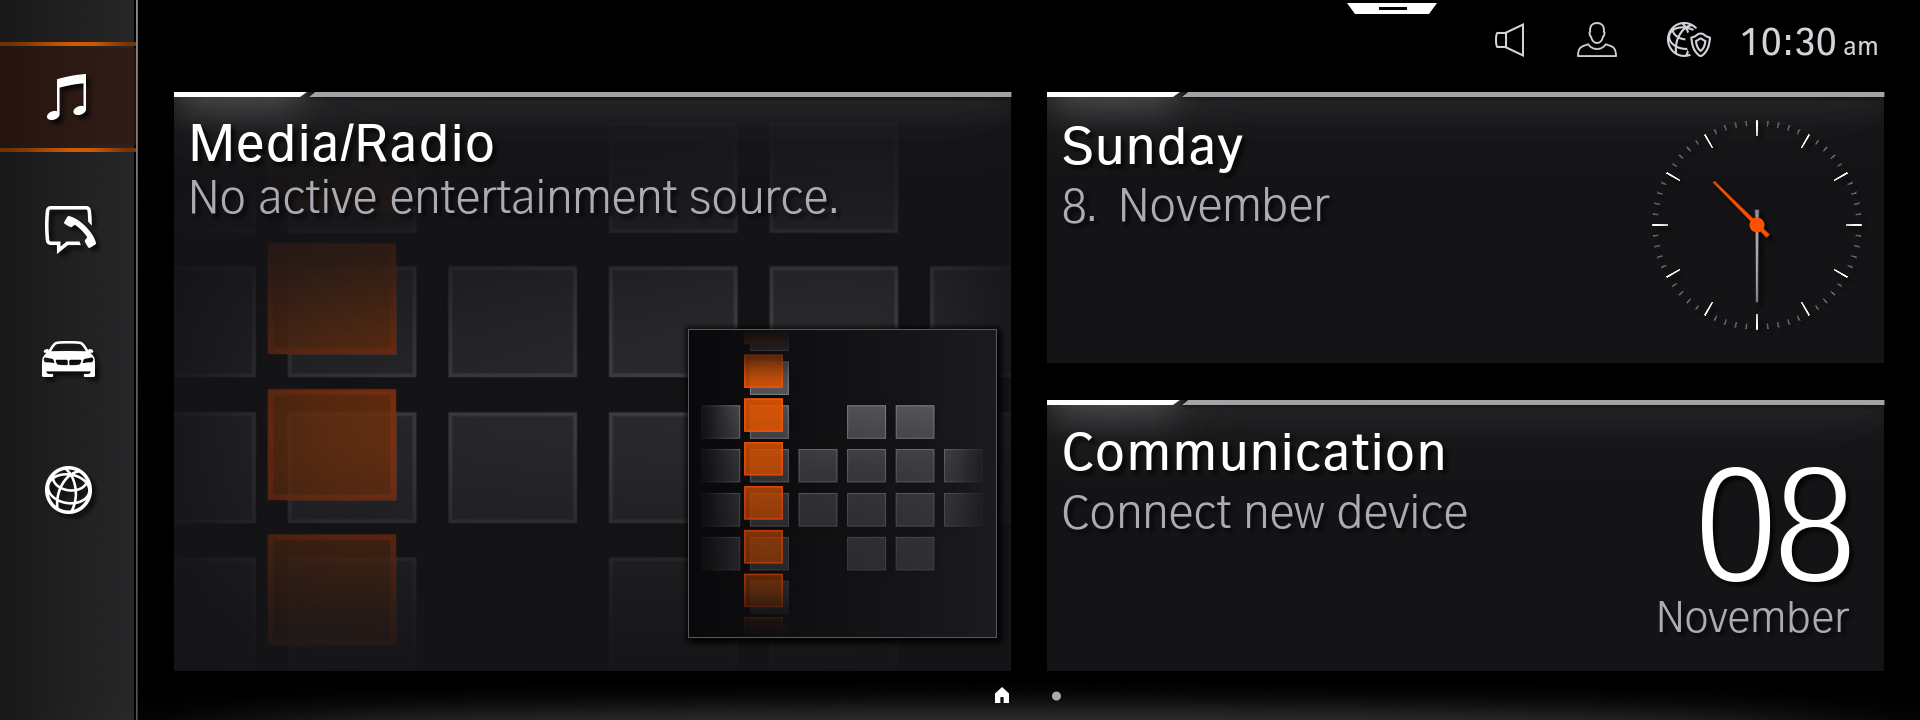 10:30 am
Media/Radio
No active entertainment source.
Sunday
8. November
Communication
Connect new device
08
November